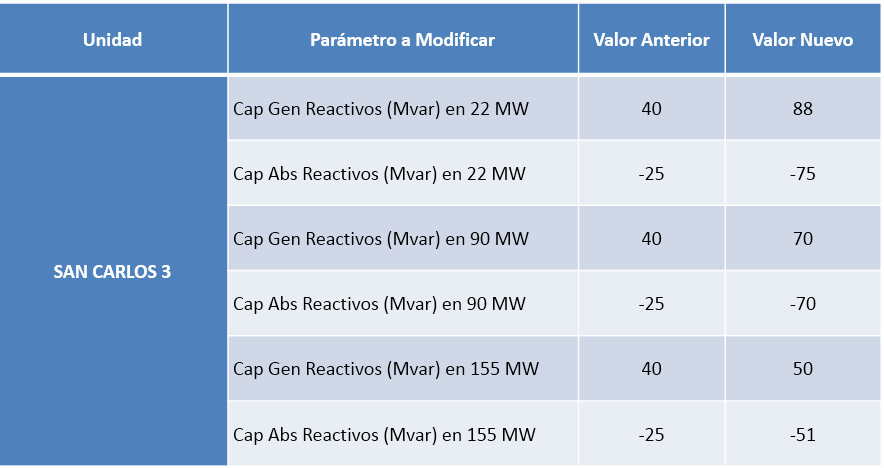 Unidad Parámetro a Modificar Valor Anterior Valor Nuevo
Cap Gen Reactivos (Mvar) en 22 MW 40 88
Cap Abs Reactivos (Mvar) en 22 MW -25 -75
Cap Gen Reactivos (Mvar) en 90 MW 40 70
SAN CARLOS 3
Cap Abs Reactivos (Mvar) en 90 MW -25 -70
Cap Gen Reactivos (Mvar) en 155 MW 40 50
Cap Abs Reactivos (Mvar) en 155 MW -25 -51